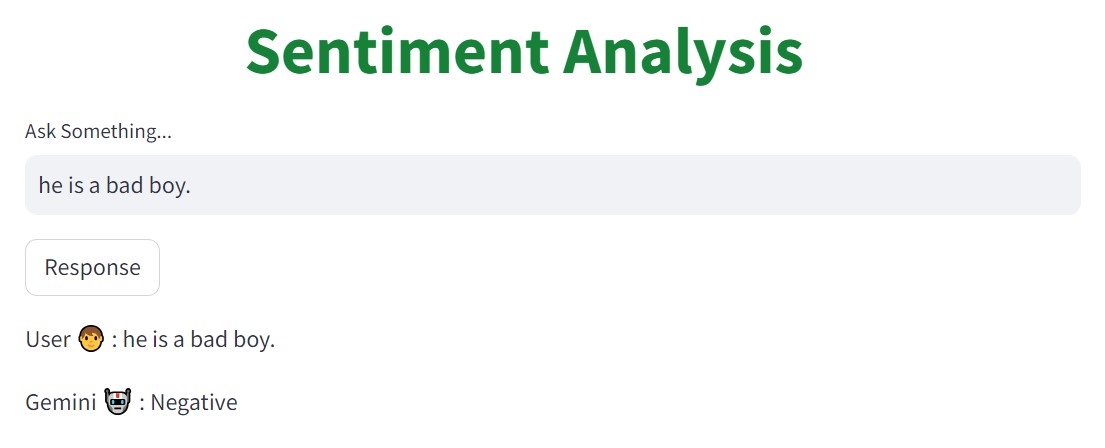 Sentiment Analysis
Ask Something...
he is a bad boy.
Response
User 🧑 : he is a bad boy.
Gemini 🤖 : Negative